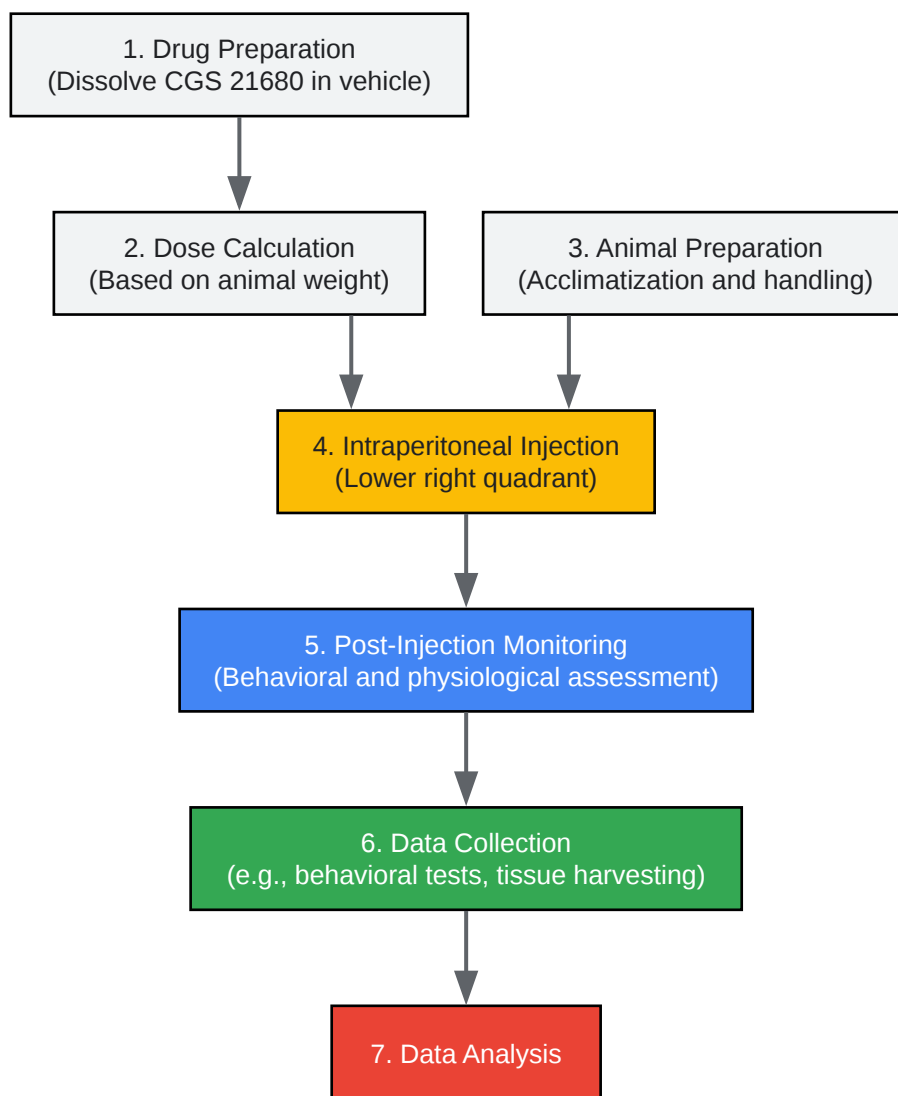 1. Drug Preparation
(Dissolve CGS 21680 in vehicle)
2. Dose Calculation
(Based on animal weight)
3. Animal Preparation
(Acclimatization and handling)
4. Intraperitoneal Injection
(Lower right quadrant)
5. Post-Injection Monitoring
(Behavioral and physiological assessment)
6. Data Collection
(e.g., behavioral tests, tissue harvesting)
7. Data Analysis